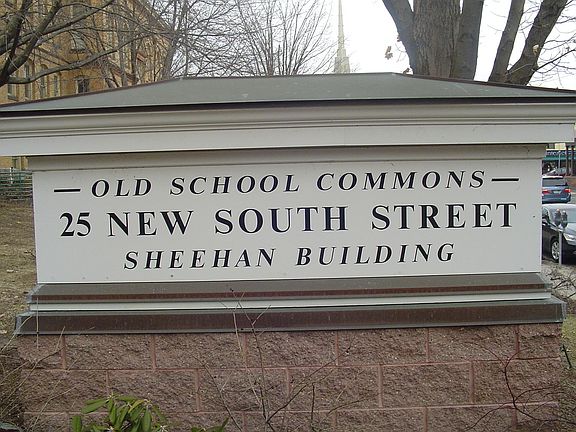 — OLD SCHOOL COMMONS —
25 NEW SOUTH STREET
SHEEHAN BUILDING